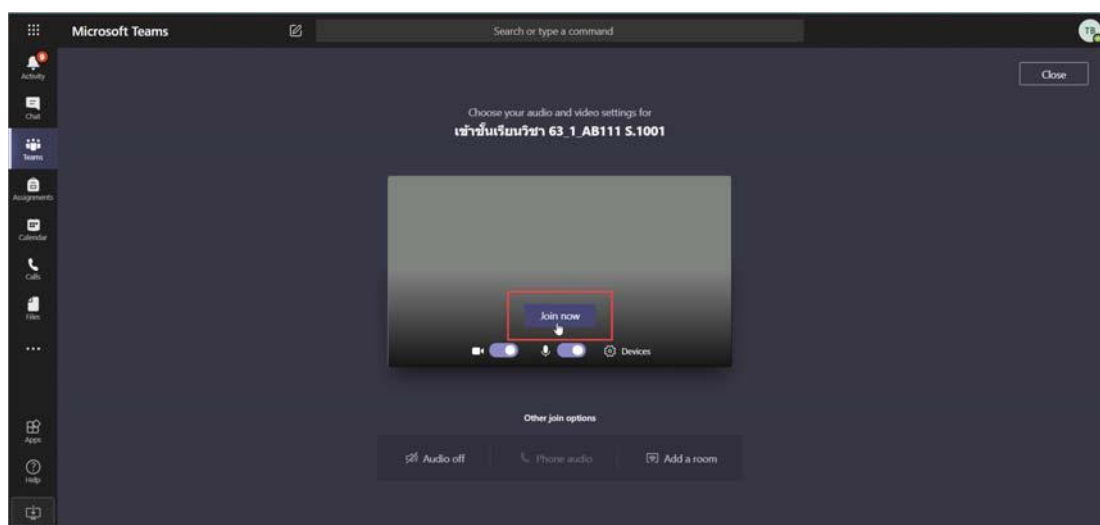 Microsoft Teams
Search or type a command
TB
9
Activity
Chat
Teams
Assignments
Calendar
Calls
Files
Apps
Help
Close
Choose your audio and video settings for
เข้าชั้นเรียนวิชา 63_1_AB111 S.1001
Join now
Devices
Other join options
Audio off
Phone audio
Add a room